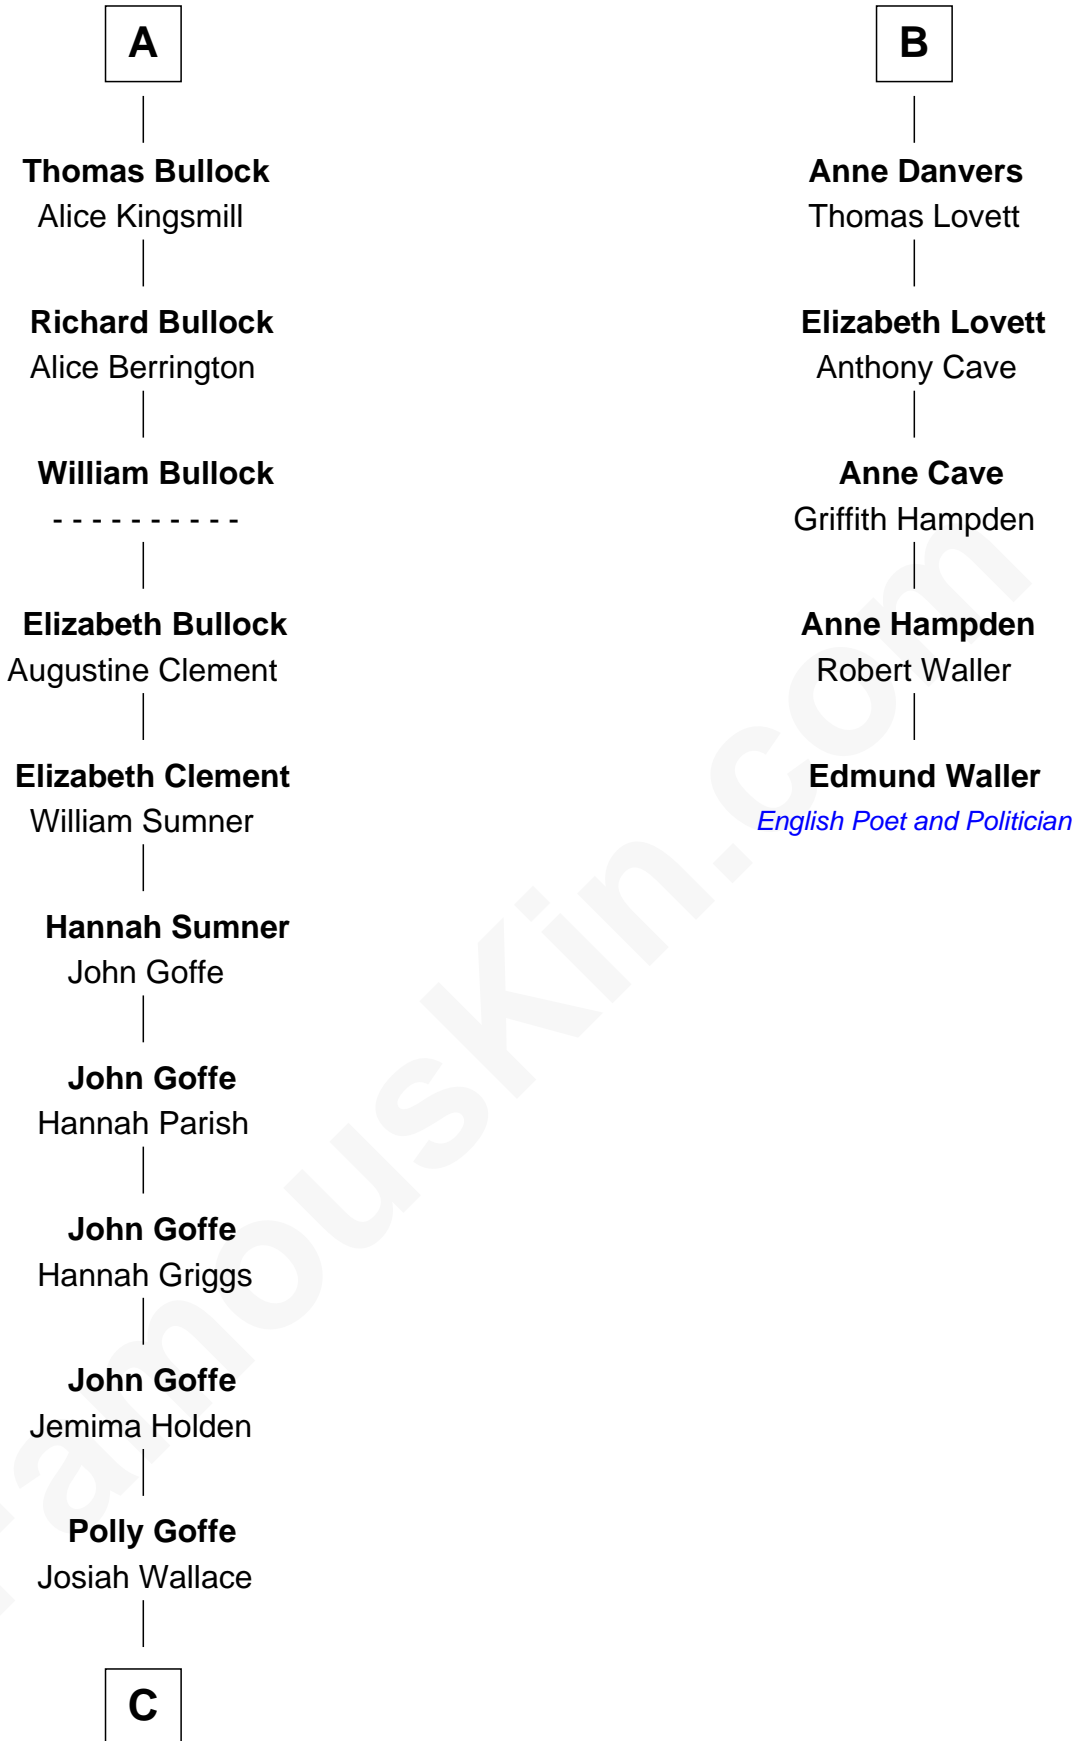 A
Thomas Bullock
Alice Kingsmill
Richard Bullock
Alice Berrington
William Bullock
- - - - - - - - - -
Elizabeth Bullock
Augustine Clement
Elizabeth Clement
William Sumner
Hannah Sumner
John Goffe
John Goffe
Hannah Parish
John Goffe
Hannah Griggs
John Goffe
Jemima Holden
Polly Goffe
Josiah Wallace
C
B
Anne Danvers
Thomas Lovett
Elizabeth Lovett
Anthony Cave
Anne Cave
Griffith Hampden
Anne Hampden
Robert Waller
Edmund Waller
English Poet and Politician
FamousKin.com